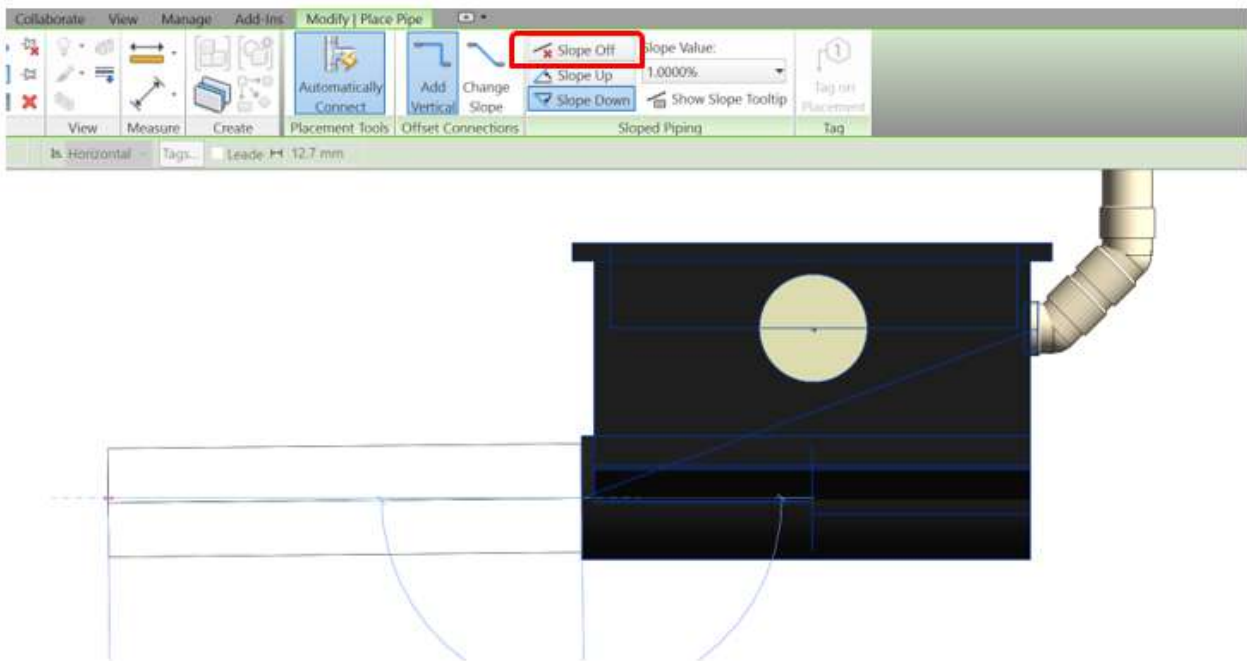 Collaborate View Manage Add-Ins Modify | Place Pipe
Slope Off Slope Value:
Automatically Connect
Add Vertical
Change Slope
Slope Up 1.0000%
Slope Down Show Slope Tooltip
Tag on Placement
View Measure Create Placement Tools Offset Connections Sloped Piping Tag
Horizontal Tags... Leade 12.7 mm